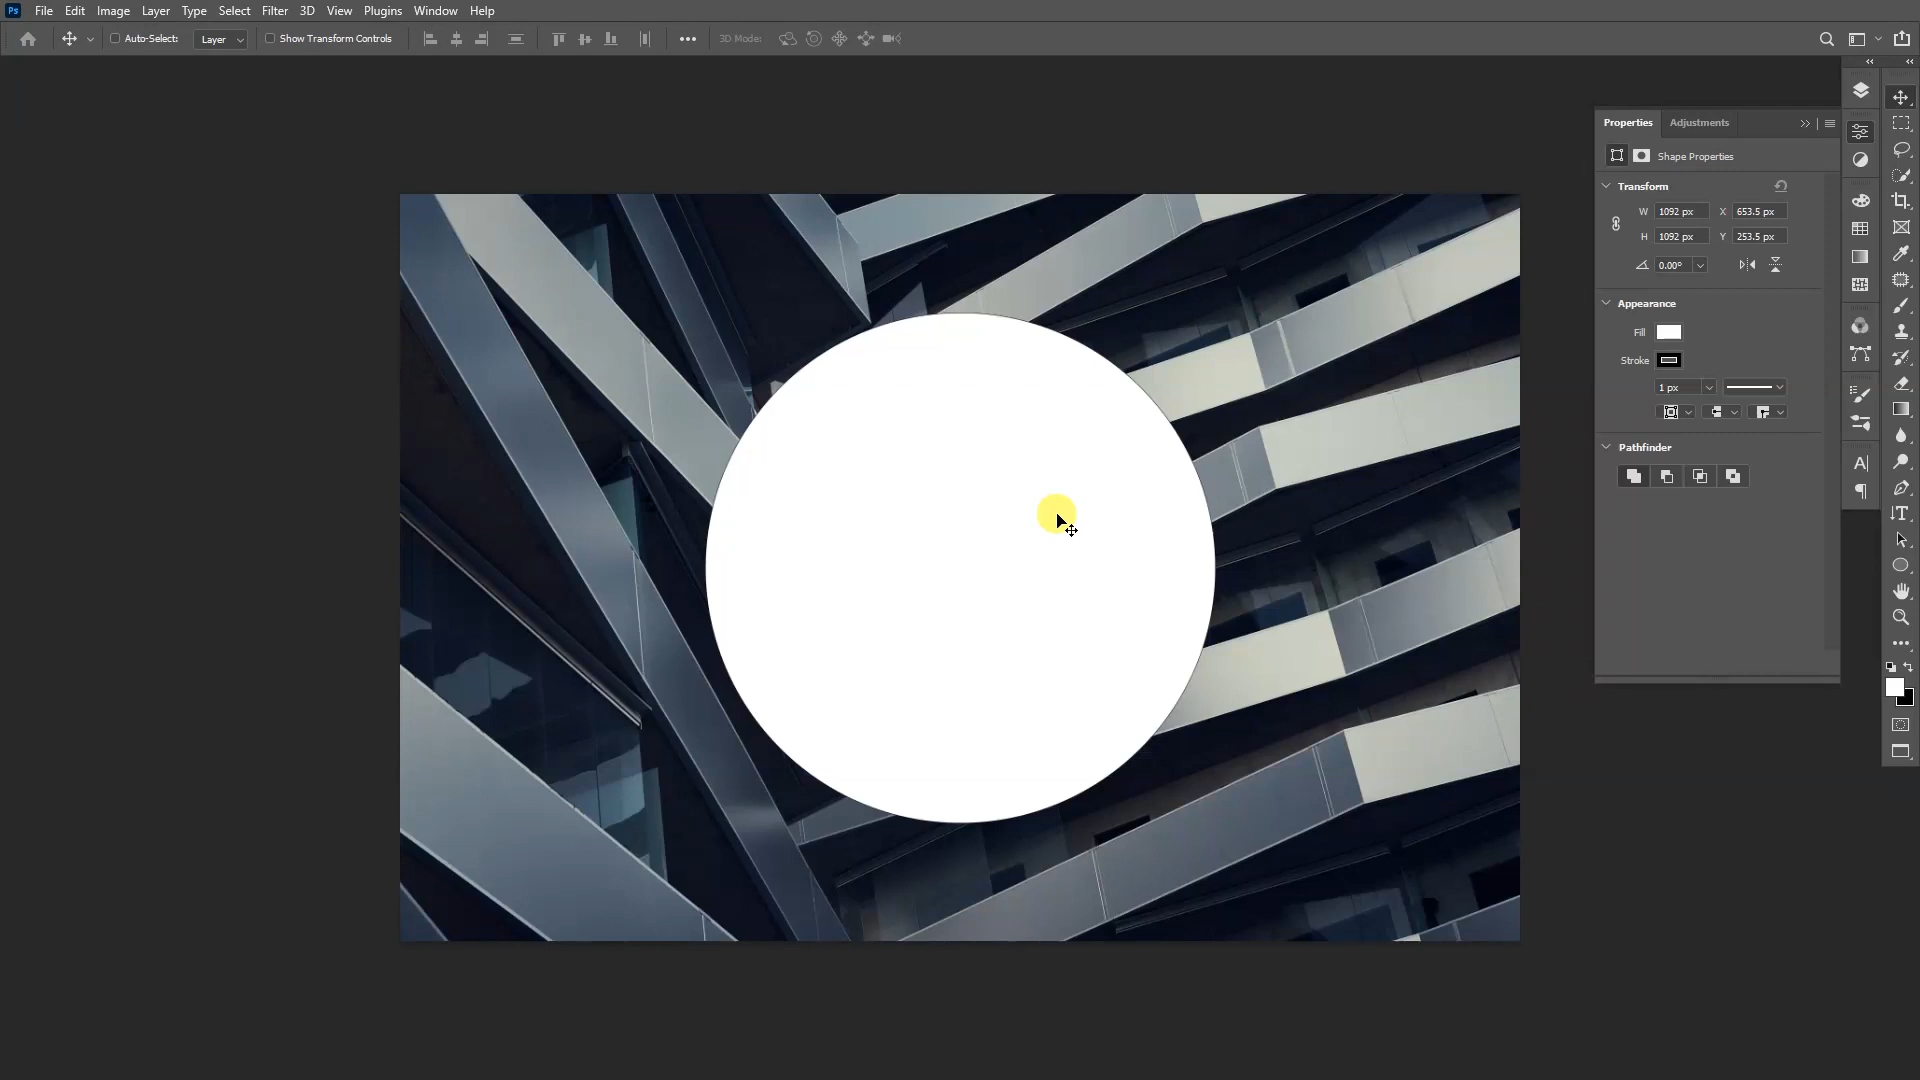 Ps File Edit Image Layer Type Select Filter 3D View Plugins Window Help
Auto-Select: Layer Show Transform Controls 3D Mode:
Properties Adjustments
Shape Properties
Transform
W 1092 px X 653.5 px
H 1092 px Y 253.5 px
0.00°
Appearance
Fill
Stroke
1 px
Pathfinder